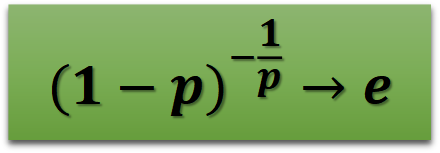 (1 − p)^{−1/p} → e